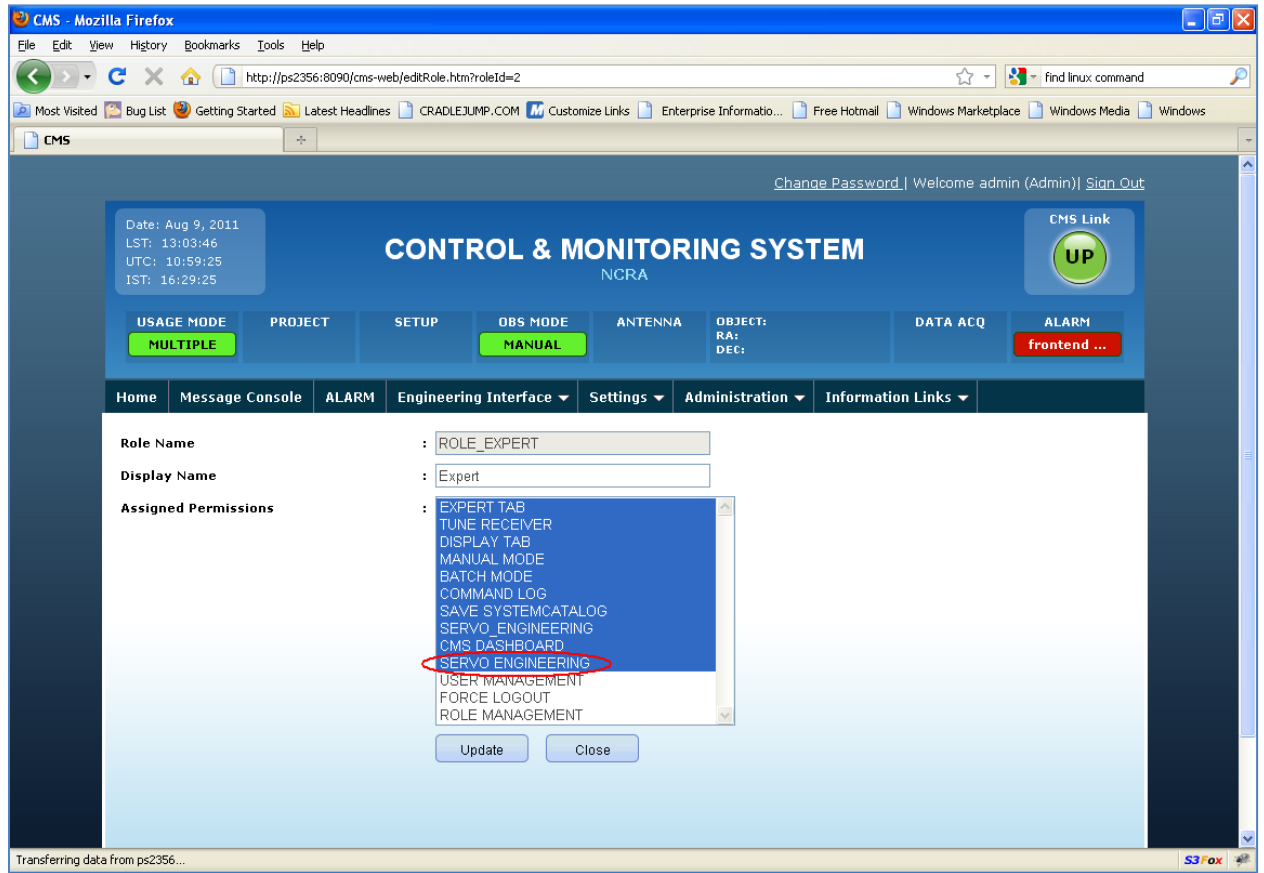 CMS - Mozilla Firefox
File Edit View History Bookmarks Tools Help
http://ps2356:8090/cms-web/editRole.htm?roleId=2
find linux command
Most Visited Bug List Getting Started Latest Headlines CRADLEJUMP.COM Customize Links Enterprise Informatio... Free Hotmail Windows Marketplace Windows Media Windows
CMS
Change Password | Welcome admin (Admin)| Sign Out
Date: Aug 9, 2011
LST: 13:03:46
UTC: 10:59:25
IST: 16:29:25
CONTROL & MONITORING SYSTEM
NCRA
CMS Link
UP
USAGE MODE PROJECT SETUP OBS MODE ANTENNA OBJECT: DATA ACQ ALARM
RA:
DEC:
MULTIPLE MANUAL frontend ...
Home Message Console ALARM Engineering Interface Settings Administration Information Links
Role Name : ROLE_EXPERT
Display Name : Expert
Assigned Permissions : EXPERT TAB
TUNE RECEIVER
DISPLAY TAB
MANUAL MODE
BATCH MODE
COMMAND LOG
SAVE SYSTEMCATALOG
SERVO_ENGINEERING
CMS DASHBOARD
SERVO ENGINEERING
USER MANAGEMENT
FORCE LOGOUT
ROLE MANAGEMENT
Update Close
Transferring data from ps2356...
S3Fox